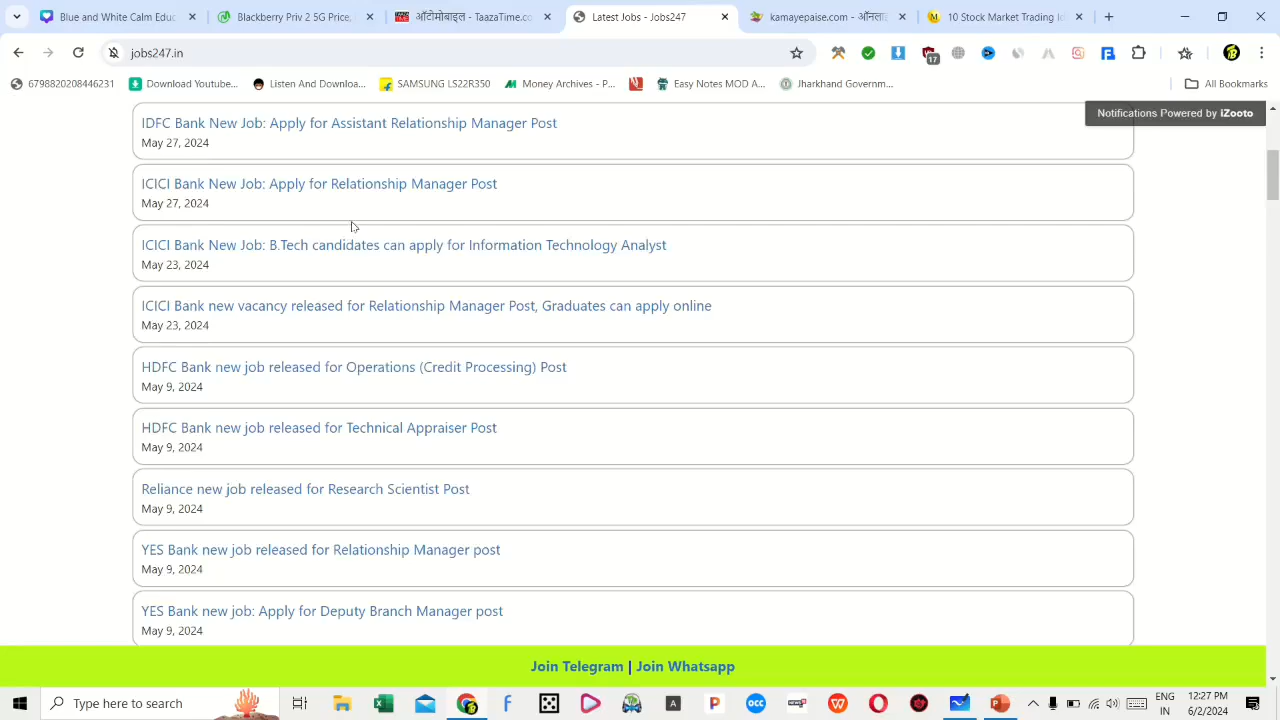 Blue and White Calm Educ
Blackberry Priv 2 5G Price,
TazzaTime.co
Latest Jobs - Jobs247
kamayepaise.com -
10 Stock Market Trading Id
jobs247.in
17
6798820208446231
Download Youtube...
Listen And Downloa...
SAMSUNG LS22R350
Money Archives - P...
Easy Notes MOD A...
Jharkhand Governm...
All Bookmarks
Notifications Powered by iZooto
IDFC Bank New Job: Apply for Assistant Relationship Manager Post
May 27, 2024
ICICI Bank New Job: Apply for Relationship Manager Post
May 27, 2024
ICICI Bank New Job: B.Tech candidates can apply for Information Technology Analyst
May 23, 2024
ICICI Bank new vacancy released for Relationship Manager Post, Graduates can apply online
May 23, 2024
HDFC Bank new job released for Operations (Credit Processing) Post
May 9, 2024
HDFC Bank new job released for Technical Appraiser Post
May 9, 2024
Reliance new job released for Research Scientist Post
May 9, 2024
YES Bank new job released for Relationship Manager post
May 9, 2024
YES Bank new job: Apply for Deputy Branch Manager post
May 9, 2024
Join Telegram | Join Whatsapp
Type here to search
ENG
IN
12:27 PM
6/2/2024